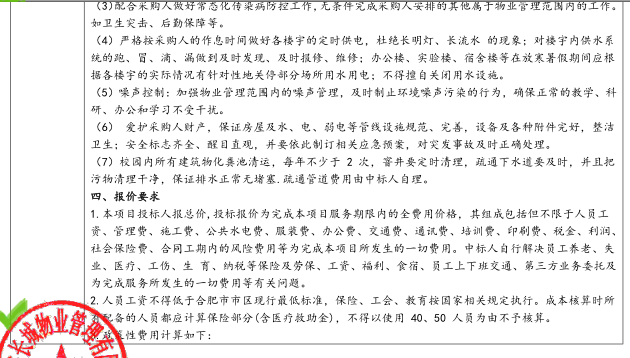 (3)配合采购人做好常态化传染病防控工作,无条件完成采购人安排的其他属于物业管理范围内的工作。
如卫生突击、后勤保障等。
(4)严格按采购人的作息时间做好各楼宇的定时供电,杜绝长明灯、长流水 的现象;对楼宇内供水系
统的跑、冒、滴、漏做到及时发现、及时报修、维修;办公楼、实验楼、宿舍楼等在放寒暑假期间应根
据各楼宇的实际情况有针对性地关停部分场所用水用电;不得擅自关闭用水设施。
(5)噪声控制:加强物业管理范围内的噪声管理,及时制止环境噪声污染的行为,确保正常的教学、科
研、办公和学习不受干扰。
(6) 爱护采购人财产,保证房屋及水、电、弱电等管线设施规范、完善,设备及各种附件完好,整洁
卫生;安全标志齐全、醒目直观,并要依此制订相关应急预案,对突发事故及时正确处理。
(7)校园内所有建筑物化粪池清运,每年不少于 2 次,窨井要定时清理,疏通下水道要及时,并且把
污物清理干净,保证排水正常无堵塞.疏通管道费用由中标人自理。
四、报价要求
1.本项目投标人报总价,投标报价为完成本项目服务期限内的全费用价格,其组成包括但不限于人员工
资、管理费、施工费、公共水电费、服装费、办公费、交通费、通讯费、培训费、印刷费、税金、利润、
社会保险费、合同工期内的风险费用等为完成本项目所发生的一切费用。中标人自行解决员工养老、失
业、医疗、工伤、生 育、纳税等保险及劳保、工资、福利、食宿、员工上下班交通、第三方业务委托及
为完成服务所发生的一切费用等有关问题。
2.人员工资不得低于合肥市市区现行最低标准,保险、工会、教育按国家相关规定执行。成本核算时所
配备的人员都应计算保险部分(含医疗救助金),不得以使用 40、50 人员为由不予核算。
性费用计算如下:
长城物业管理有